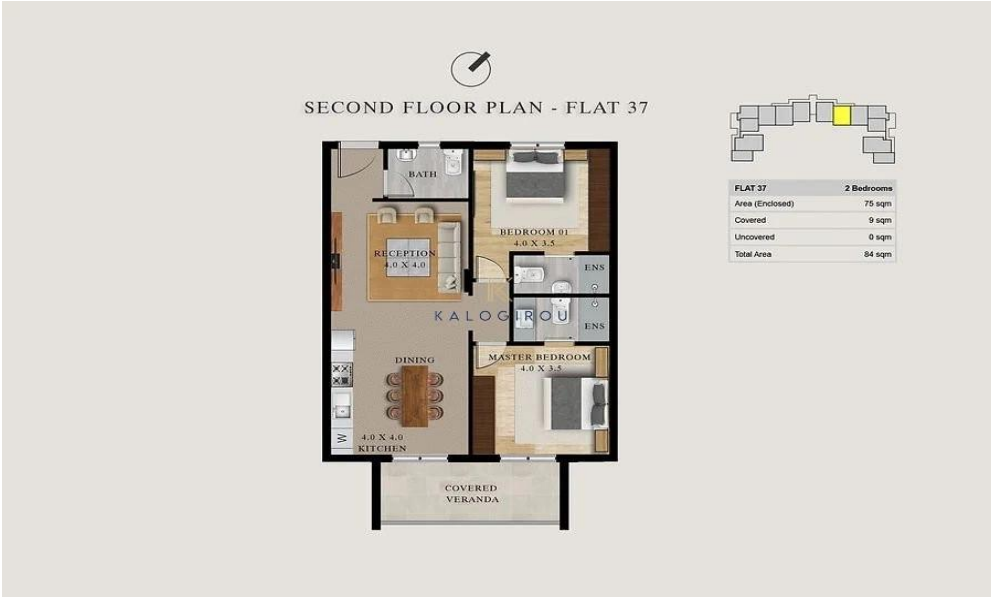 SECOND FLOOR PLAN - FLAT 37
BATH
BEDROOM 01
4.0 X 3.5
RECEPTION
4.0 X 4.0
ENS
KALOGIROU
ENS
DINING
MASTER BEDROOM
4.0 X 3.5
W
4.0 X 4.0
KITCHEN
COVERED
VERANDA
FLAT 37 2 Bedrooms
Area (Enclosed) 75 sqm
Covered 9 sqm
Uncovered 0 sqm
Total Area 84 sqm